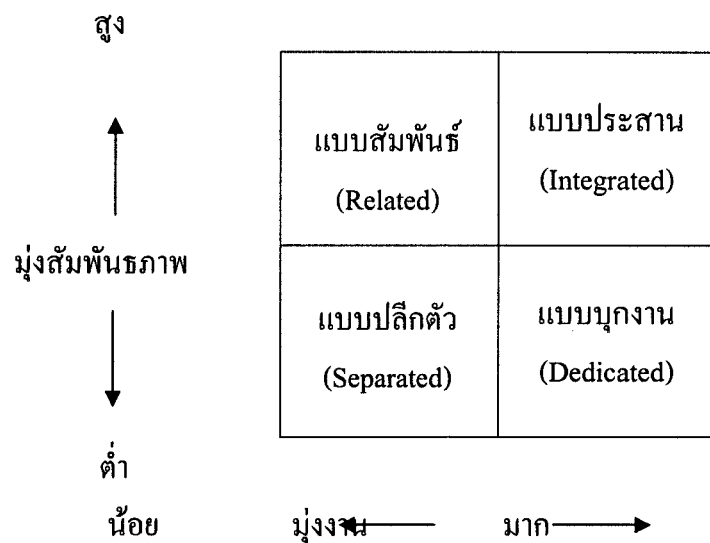 สูง
แบบสัมพันธ์
(Related)
แบบประสาน
(Integrated)
มุ่งสัมพันธภาพ
แบบปลีกตัว
(Separated)
แบบบุกงาน
(Dedicated)
ต่ำ
น้อย มุ่งงาน มาก